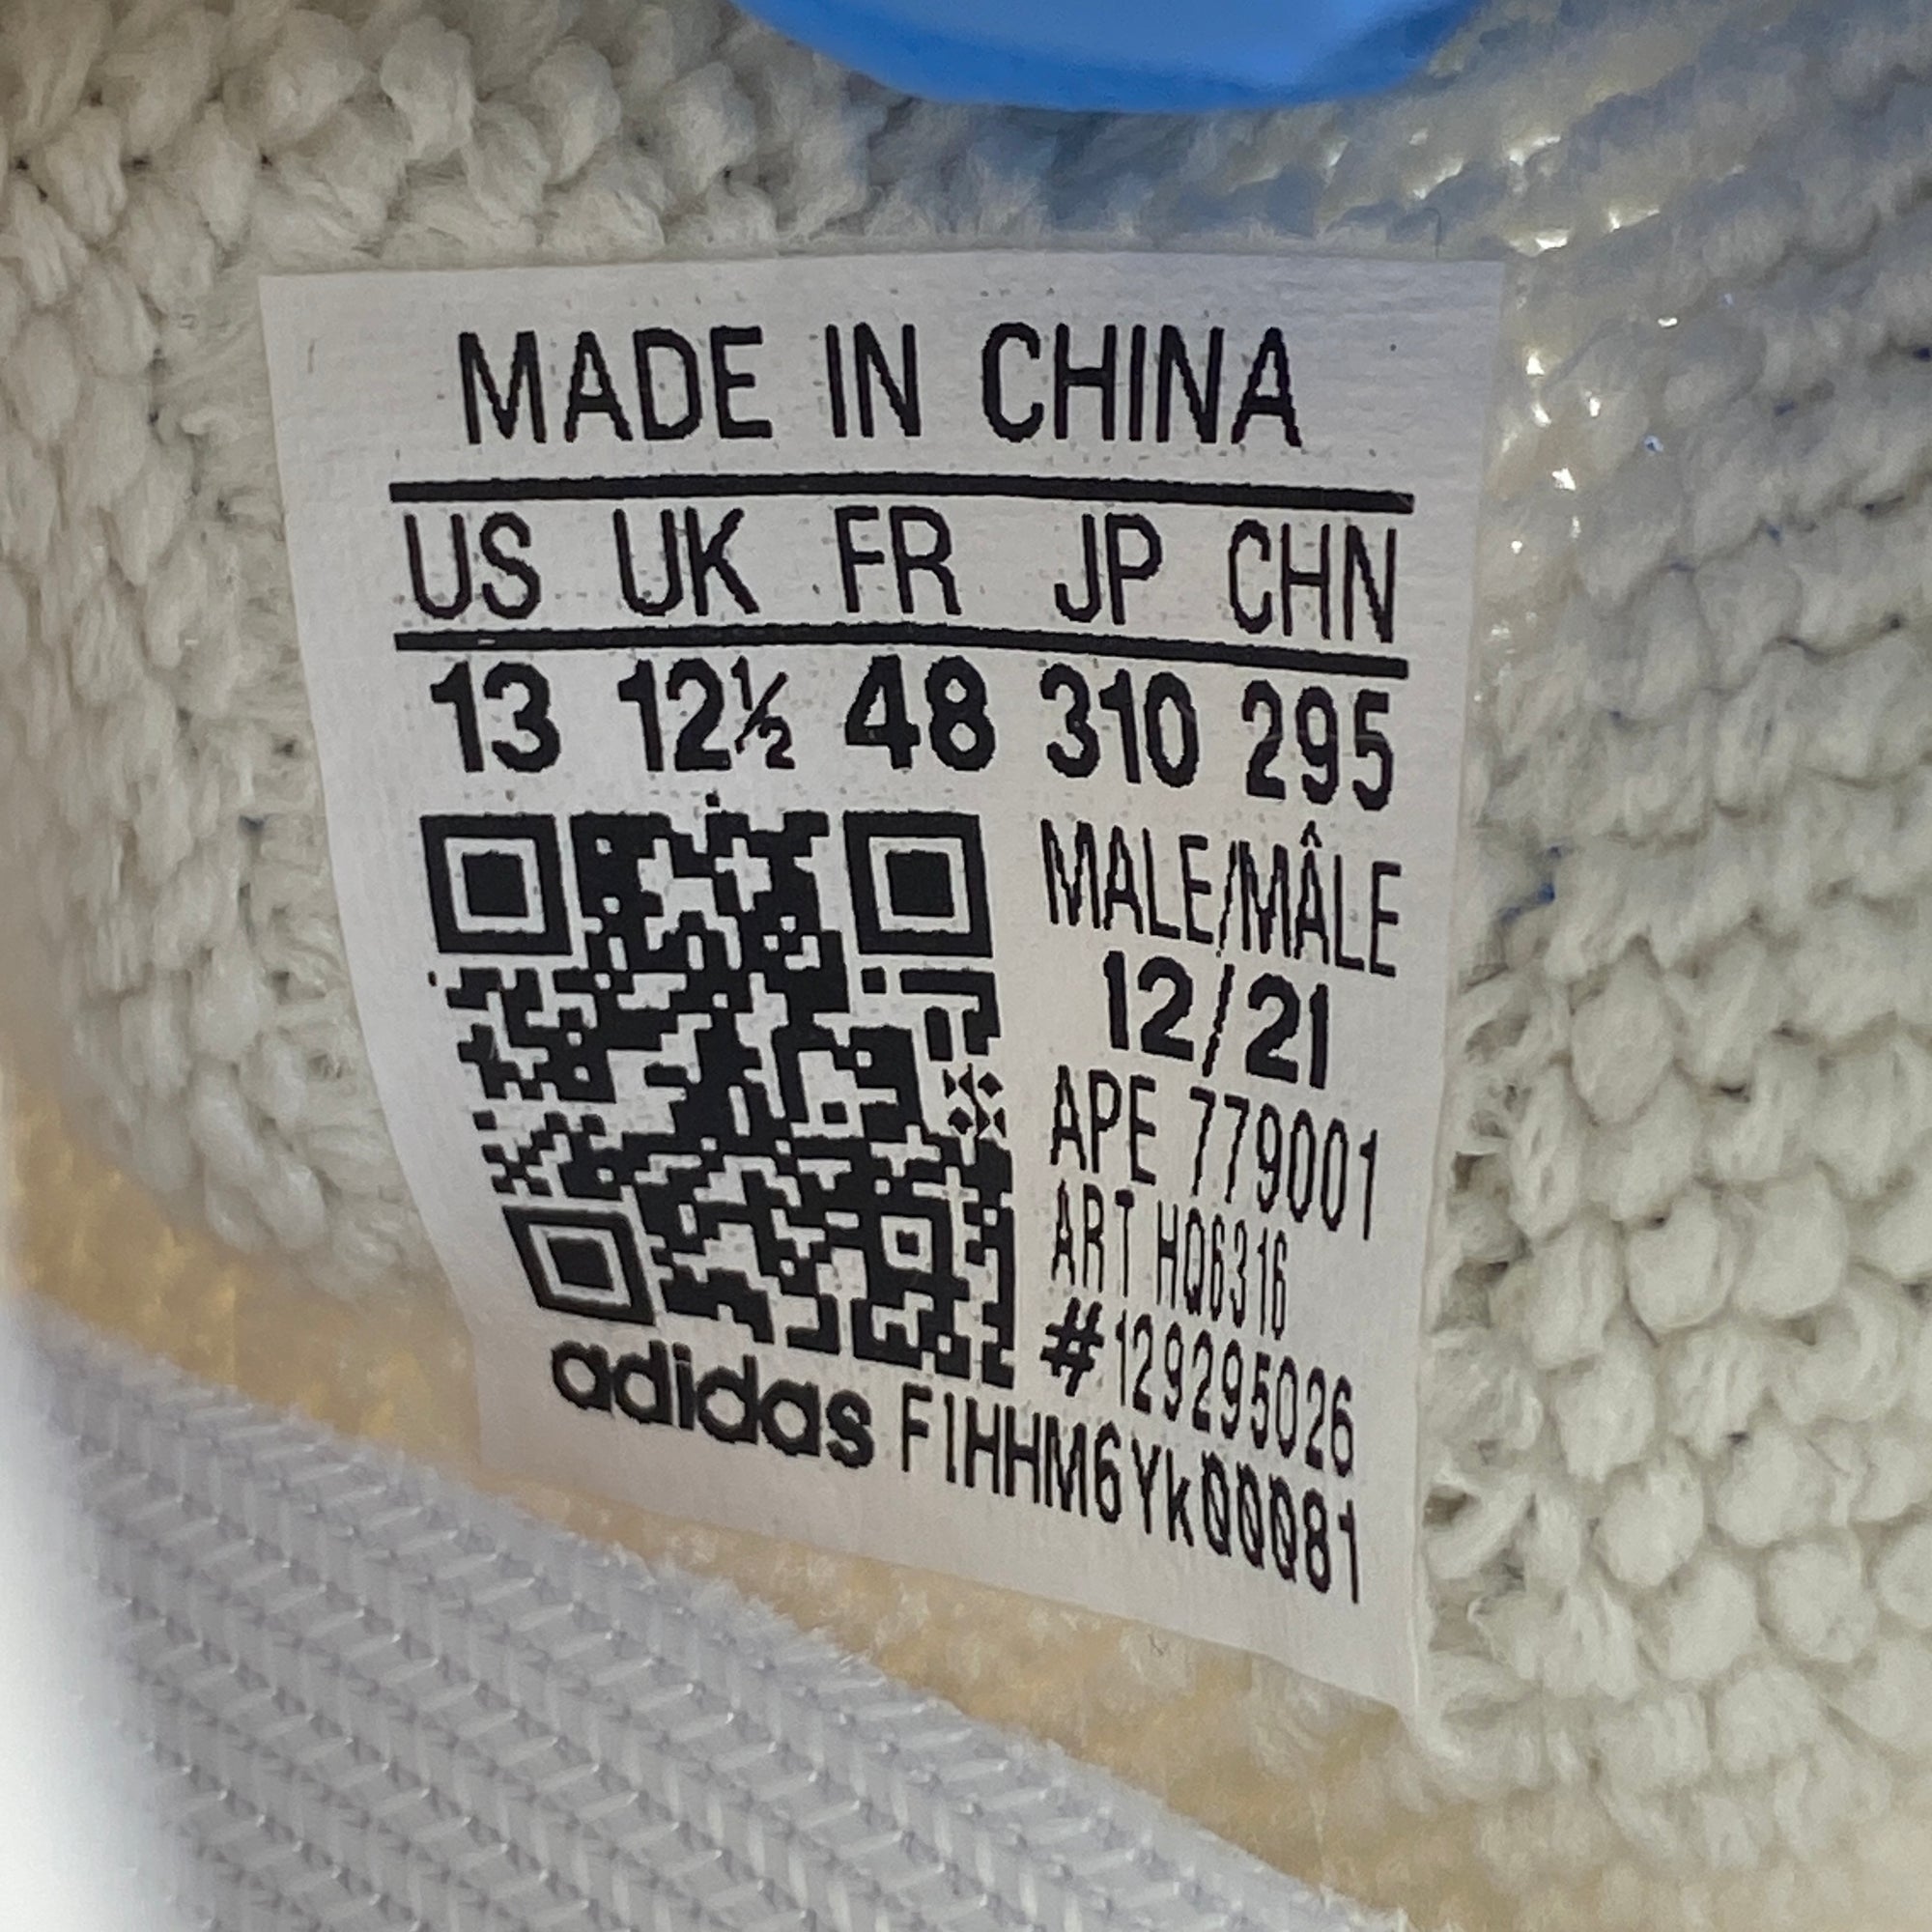 MADE IN CHINA
US UK FR JP CHN
13 12½ 48 310 295
MALE/MÂLE
12/21
APE 779001
ART HQ6316
#129295026
adidas F1HHM6YkQ0081